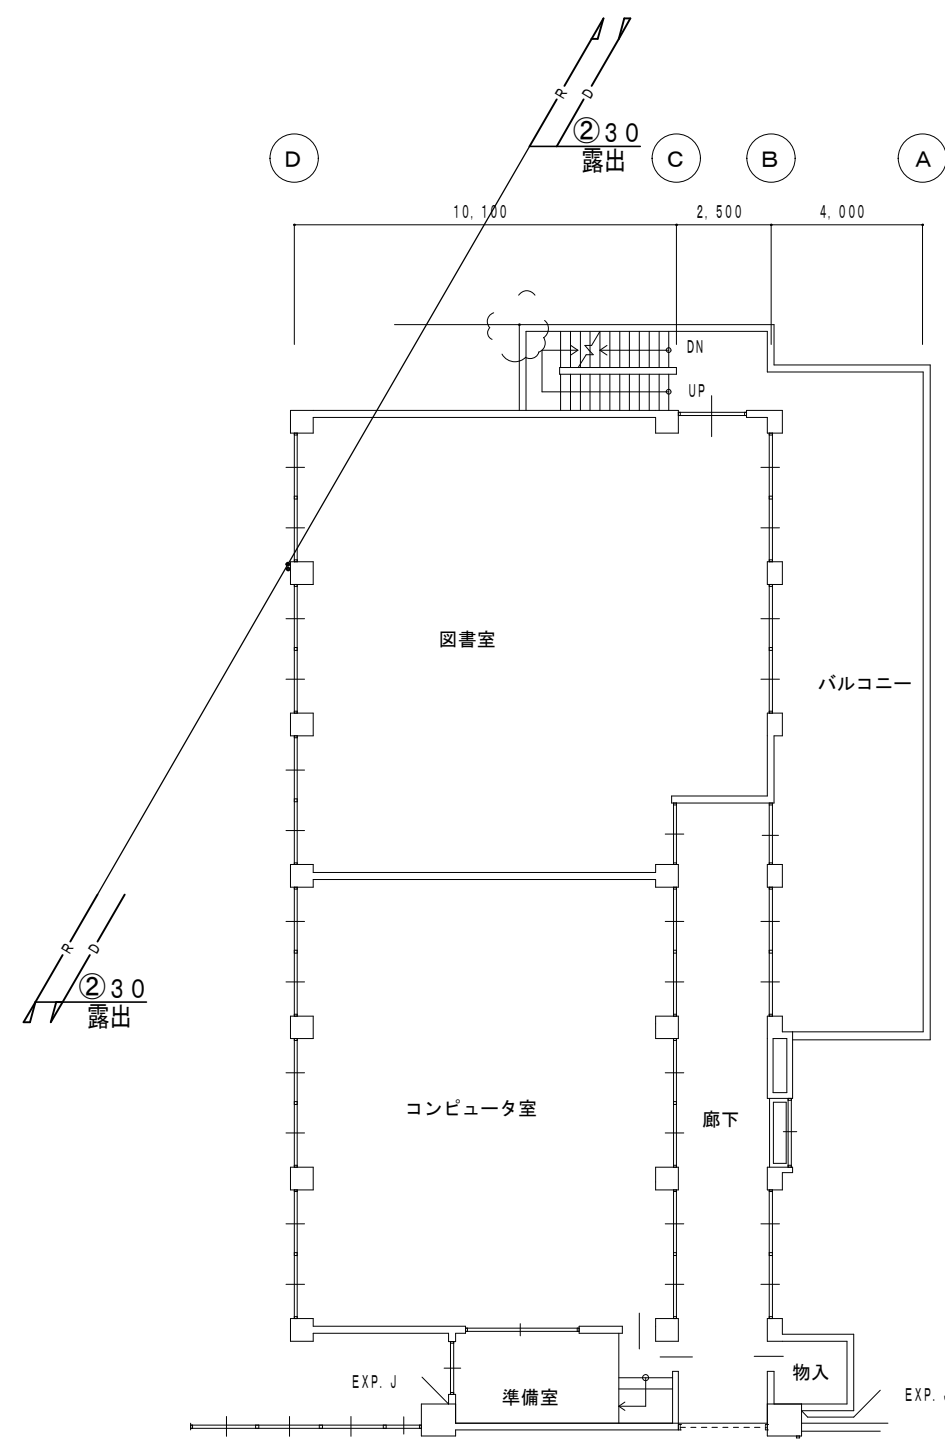 R
D
②30
露出
D
C
B
A
10,100
2,500
4,000
DN
UP
図書室
バルコニー
R
D
②30
露出
コンピュータ室
廊下
EXP. J
準備室
物入
EXP.